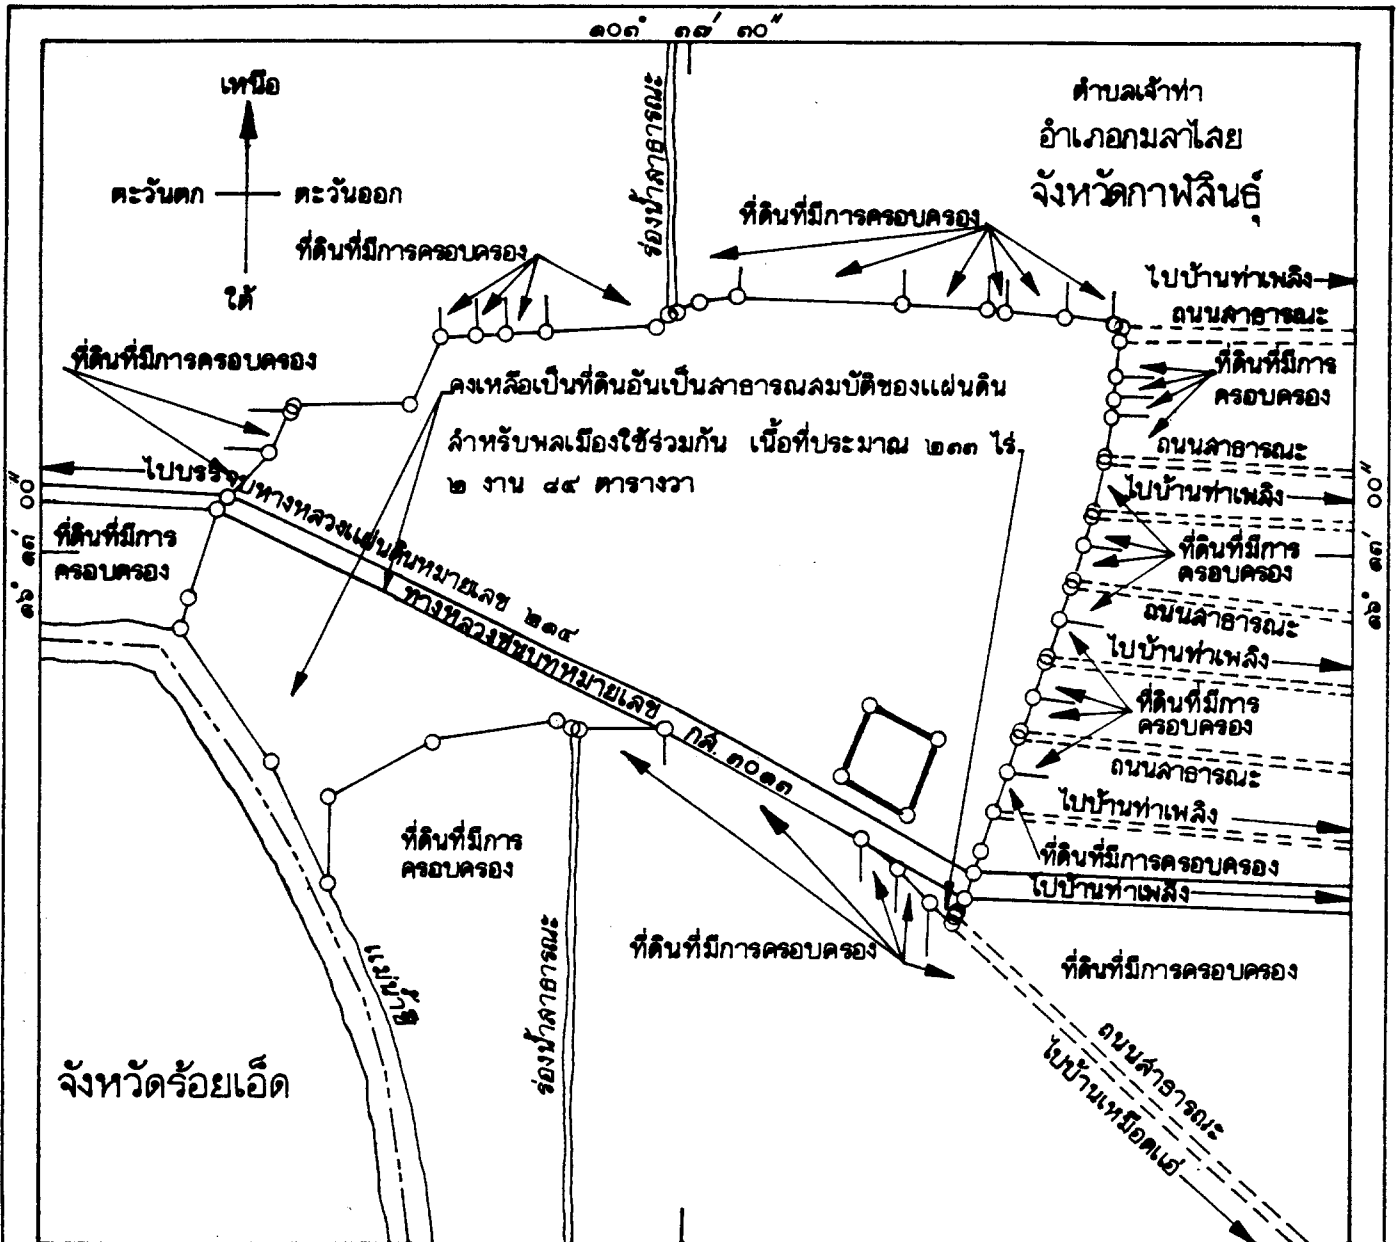 ๑๐๓° ๓๗' ๓๐"
เหนือ
ตะวันตก
ตะวันออก
ใต้
ตำบลเจ้าท่า
อำเภอกมลาไสย
จังหวัดกาฬสินธุ์
ร่องน้ำสาธารณะ
ที่ดินที่มีการครอบครอง
ที่ดินที่มีการครอบครอง
ไปบ้านท่าเพลิง
ถนนสาธารณะ
ที่ดินที่มีการครอบครอง
ที่ดินที่มีการ
ครอบครอง
คงเหลือเป็นที่ดินอันเป็นสาธารณสมบัติของแผ่นดิน
สำหรับพลเมืองใช้ร่วมกัน เนื้อที่ประมาณ ๒๓๓ ไร่
๒ งาน ๘๙ ตารางวา
ถนนสาธารณะ
ไปบ้านท่าเพลิง
ไปบรรจบทางหลวงแผ่นดินหมายเลข ๒๑๔
ทางหลวงชนบทหมายเลข กส. ๓๐๑๓
๑๖° ๑๓' ๐๐"
๑๖° ๑๓' ๐๐"
ที่ดินที่มีการ
ครอบครอง
ที่ดินที่มีการ
ครอบครอง
ถนนสาธารณะ
ไปบ้านท่าเพลิง
ที่ดินที่มีการ
ครอบครอง
ถนนสาธารณะ
ไปบ้านท่าเพลิง
ที่ดินที่มีการ
ครอบครอง
ที่ดินที่มีการครอบครอง
ไปบ้านท่าเพลิง
ที่ดินที่มีการครอบครอง
ที่ดินที่มีการครอบครอง
แม่น้ำชี
ร่องน้ำสาธารณะ
จังหวัดร้อยเอ็ด
ถนนสาธารณะ
ไปบ้านเหมือดแอ่